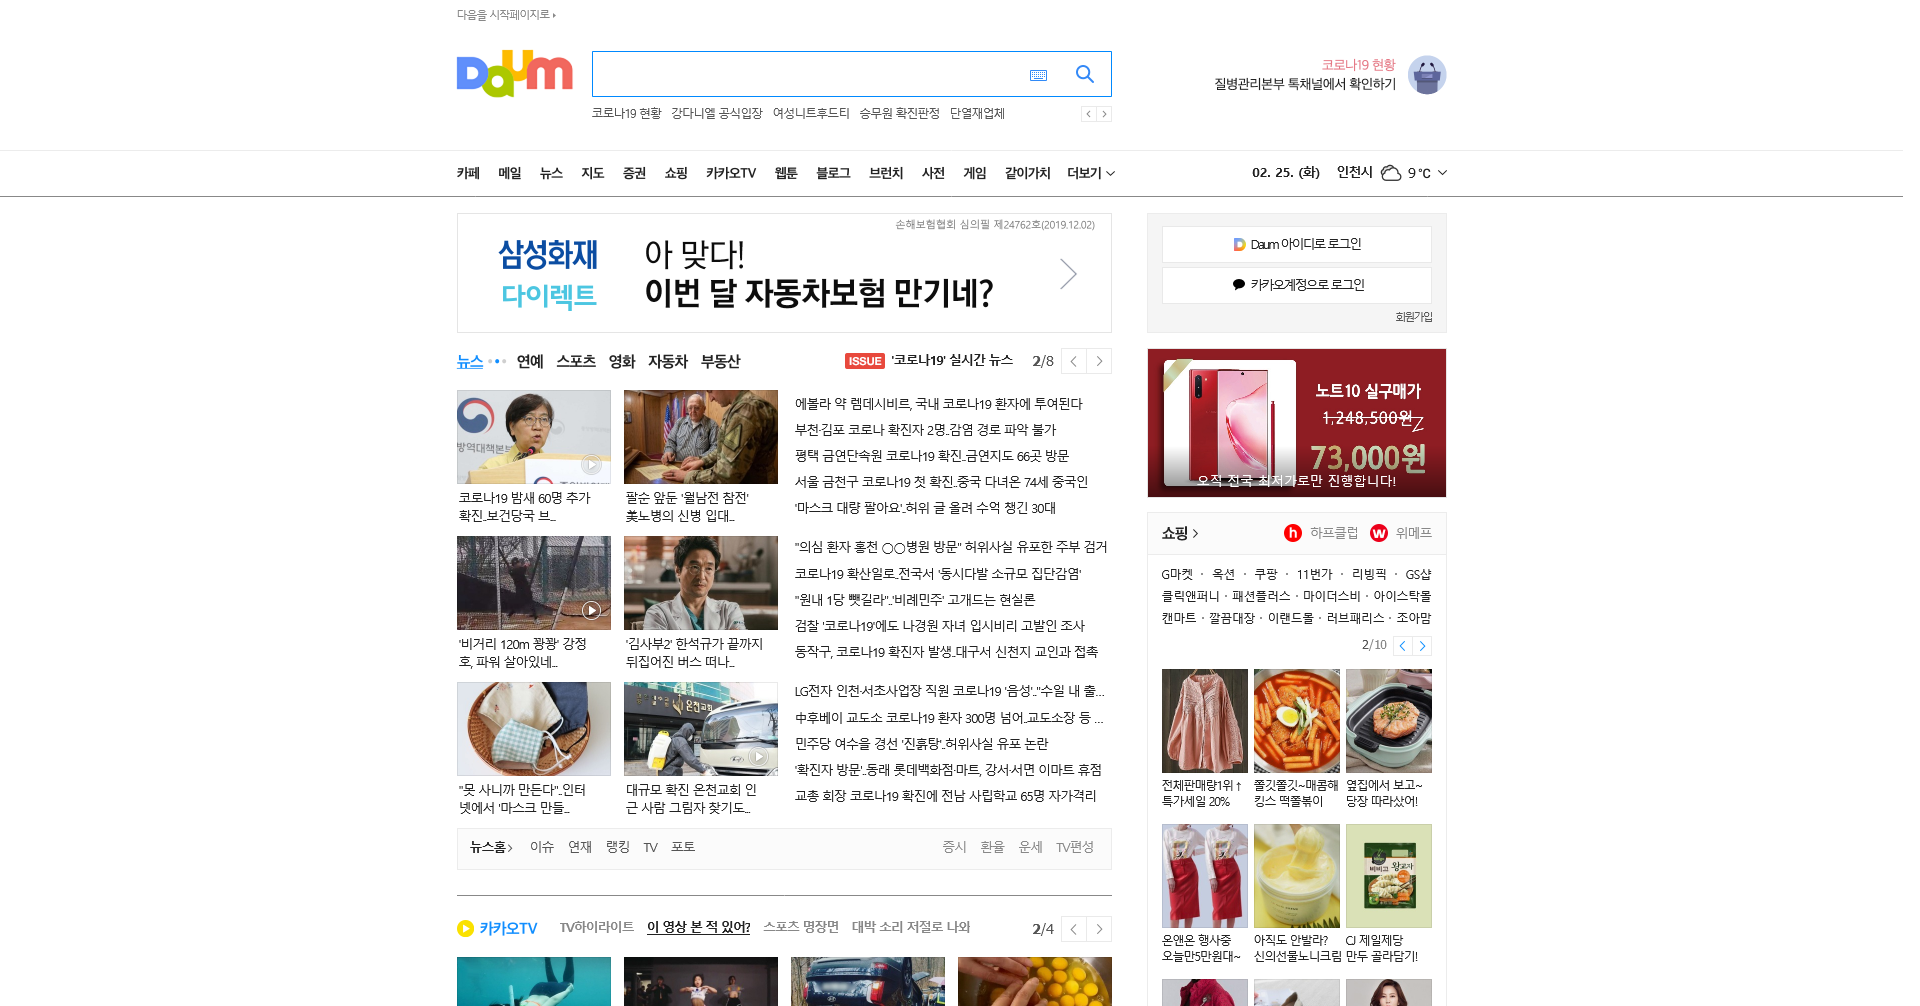 다음을 시작페이지로
Daum
코로나19 현황 강다니엘 공식입장 여성니트후드티 승무원 확진판정 단열재업체
코로나19 현황
질병관리본부 톡채널에서 확인하기
카페 메일 뉴스 지도 증권 쇼핑 카카오TV 웹툰 블로그 브런치 사전 게임 같이가치 더보기
02. 25. (화) 인천시 9 ℃
손해보험협회 심의필 제24762호(2019.12.02)
삼성화재
다이렉트
아 맞다!
이번 달 자동차보험 만기네?
Daum 아이디로 로그인
카카오계정으로 로그인
회원가입
뉴스 연예 스포츠 영화 자동차 부동산
ISSUE '코로나19' 실시간 뉴스 2/8
방역대책본부
코로나19 밤새 60명 추가
확진..보건당국 브...
팔순 앞둔 '월남전 참전'
美노병의 신병 입대...
'비거리 120m 쾅쾅' 강정
호, 파워 살아있네...
'김사부2' 한석규가 끝까지
뒤집어진 버스 떠나...
"못 사니까 만든다"..인터
넷에서 '마스크 만들...
온천교회
대규모 확진 온천교회 인
근 사람 그림자 찾기도...
에볼라 약 렘데시비르, 국내 코로나19 환자에 투여된다
부천·김포 코로나 확진자 2명..감염 경로 파악 불가
평택 금연단속원 코로나19 확진..금연지도 66곳 방문
서울 금천구 코로나19 첫 확진..중국 다녀온 74세 중국인
'마스크 대량 팔아요'..허위 글 올려 수억 챙긴 30대
"의심 환자 홍천 ○○병원 방문" 허위사실 유포한 주부 검거
코로나19 확산일로..전국서 '동시다발 소규모 집단감염'
"원내 1당 뺏길라"..'비례민주' 고개드는 현실론
검찰 '코로나19'에도 나경원 자녀 입시비리 고발인 조사
동작구, 코로나19 확진자 발생..대구서 신천지 교인과 접촉
LG전자 인천·서초사업장 직원 코로나19 '음성'.."수일 내 출...
中후베이 교도소 코로나19 환자 300명 넘어..교도소장 등 ...
민주당 여수을 경선 '진흙탕'..허위사실 유포 논란
'확진자 방문'..동래 롯데백화점·마트, 강서·서면 이마트 휴점
교총 회장 코로나19 확진에 전남 사립학교 65명 자가격리
뉴스홈 이슈 연재 랭킹 TV 포토
증시 환율 운세 TV편성
카카오TV TV하이라이트 이 영상 본 적 있어? 스포츠 명장면 대박 소리 저절로 나와 2/4
노트10 실구매가
1,248,500원
73,000원
오직 전국 최저가로만 진행합니다!
쇼핑 h 하프클럽 w 위메프
G마켓 · 옥션 · 쿠팡 · 11번가 · 리빙픽 · GS샵
클릭앤퍼니 · 패션플러스 · 마이더스비 · 아이스탁몰
캔마트 · 깔끔대장 · 이랜드몰 · 러브패리스 · 조아맘
2/10
전체판매량1위↑
특가세일 20%
쫄깃쫄깃~매콤해
킹스 떡쫄볶이
옆집에서 보고~
당장 따라샀어!
비비고
왕교자
온앤온 행사중
오늘만5만원대~
아직도 안발라?
신의선물노니크림
CJ 제일제당
만두 골라담기!